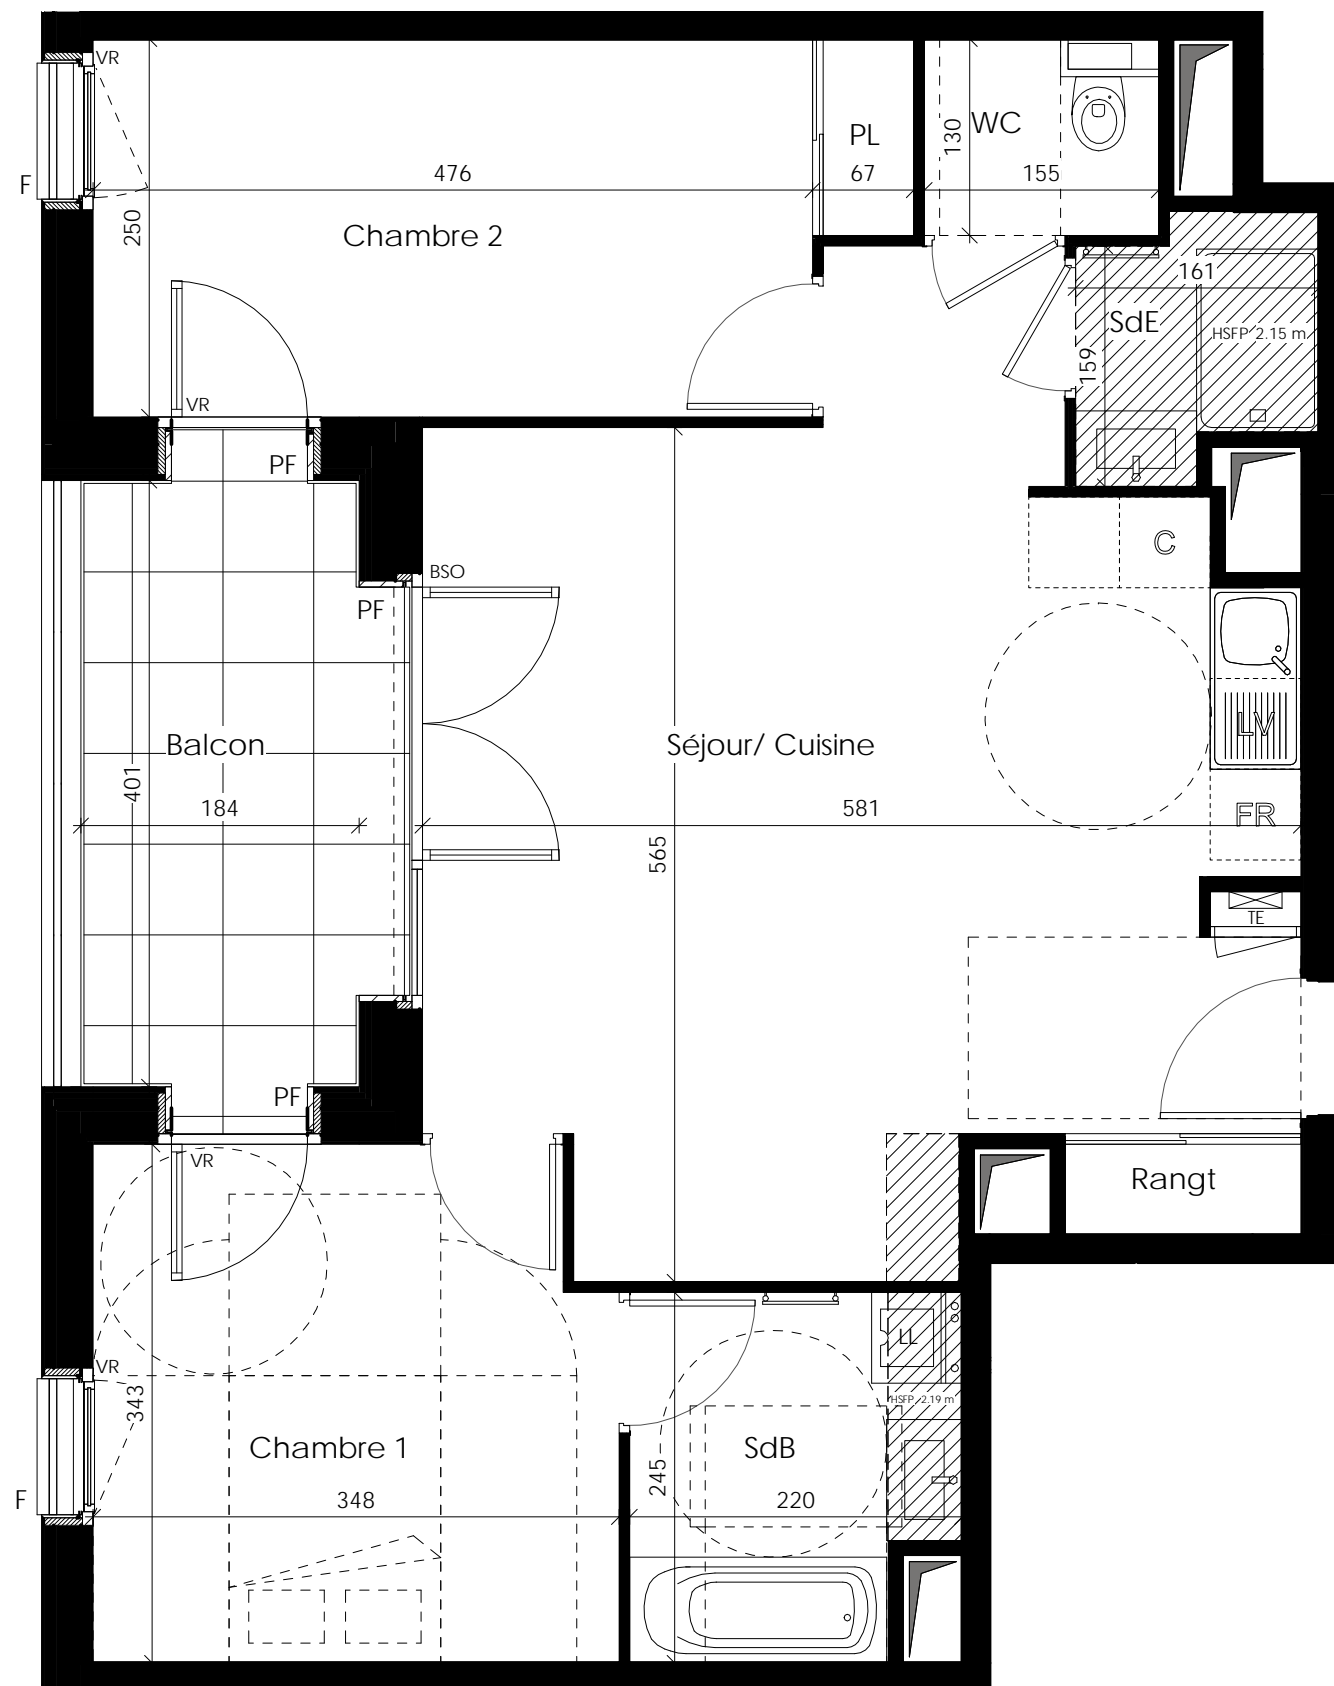 VR
PL
WC
130
F
476
67
155
250
Chambre 2
161
SdE
HSFP 2.15 m
159
VR
PF
C
BSO
PF
Balcon
Séjour/ Cuisine
LV
401
184
581
FR
565
TE
PF
VR
Rangt
VR
LL
343
HSFP 2.19 m
Chambre 1
SdB
245
F
348
220